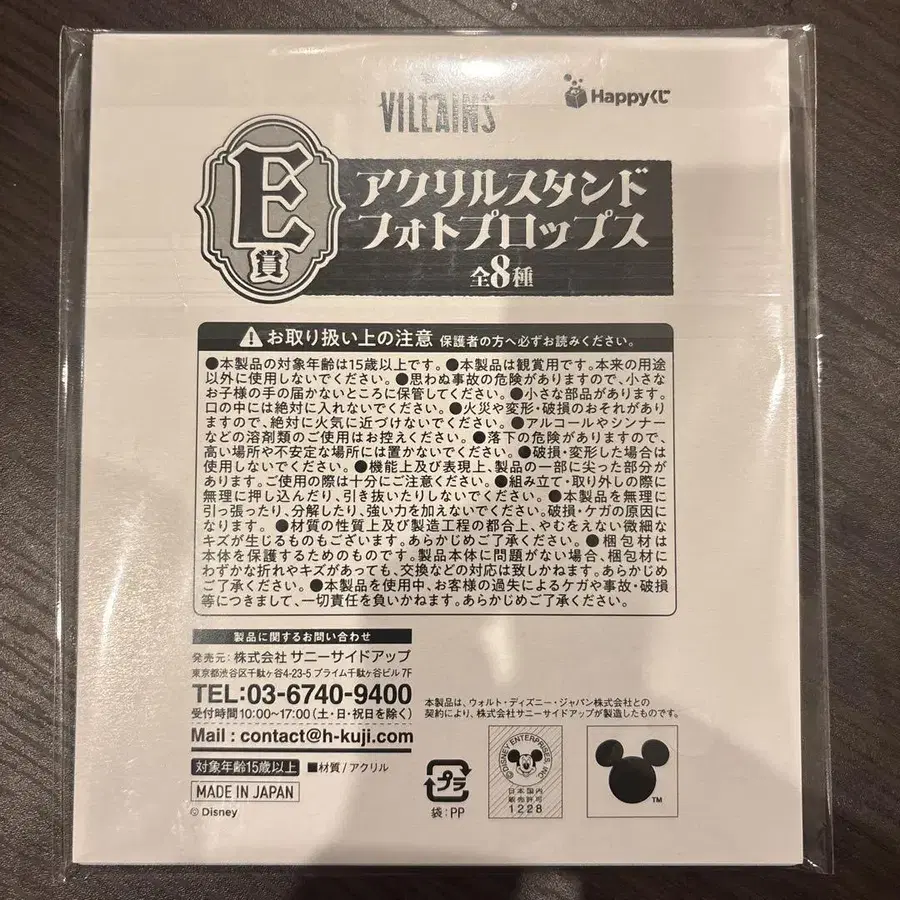 VILLAINS
Happyくじ
E賞
アクリルスタンド
フォトプロップス
全8種
お取り扱い上の注意 保護者の方へ必ずお読みください。
●本製品の対象年齢は15歳以上です。●本製品は観賞用です。本来の用途
以外に使用しないでください。●思わぬ事故の危険がありますので、小さな
お子様の手の届かないところに保管してください。●小さな部品があります。
口の中には絶対に入れないでください。●火災や変形・破損のおそれがあり
ますので、絶対に火気に近づけないでください。●アルコールやシンナー
などの溶剤類のご使用はお控えください。●落下の危険がありますので、
高い場所や不安定な場所には置かないでください。●破損・変形した場合は
使用しないでください。●機能上及び表現上、製品の一部に尖った部分が
あります。ご使用の際は十分にご注意ください。●組み立て・取り外しの際に
無理に押し込んだり、引き抜いたりしないでください。●本製品を無理に
引っ張ったり、分解したり、強い力を加えないでください。破損・ケガの原因に
なります。●材質の性質上及び製造工程の都合上、やむをえない微細な
キズが生じるものもございます。あらかじめご了承ください。●梱包材は
本体を保護するためのものです。製品本体に問題がない場合、梱包材に
わずかな折れやキズがあっても、交換などの対応は致しかねます。あらかじめ
ご了承ください。●本製品を使用中、お客様の過失によるケガや事故・破損
等につきまして、一切責任を負いかねます。あらかじめご了承ください。
製品に関するお問い合わせ
発売元:株式会社 サニーサイドアップ
東京都渋谷区千駄ヶ谷4-23-5 プライム千駄ヶ谷ビル 7F
TEL:03-6740-9400
受付時間10:00~17:00(土・日・祝日を除く)
Mail : contact@h-kuji.com
対象年齢15歳以上 ■材質/アクリル
MADE IN JAPAN
© Disney
本製品は、ウォルト・ディズニー・ジャパン株式会社との
契約により、株式会社サニーサイドアップが製造したものです。
プラ
袋:PP
DISNEY ENTERPRISES, INC.
日本国内
販売許可
1228
TM